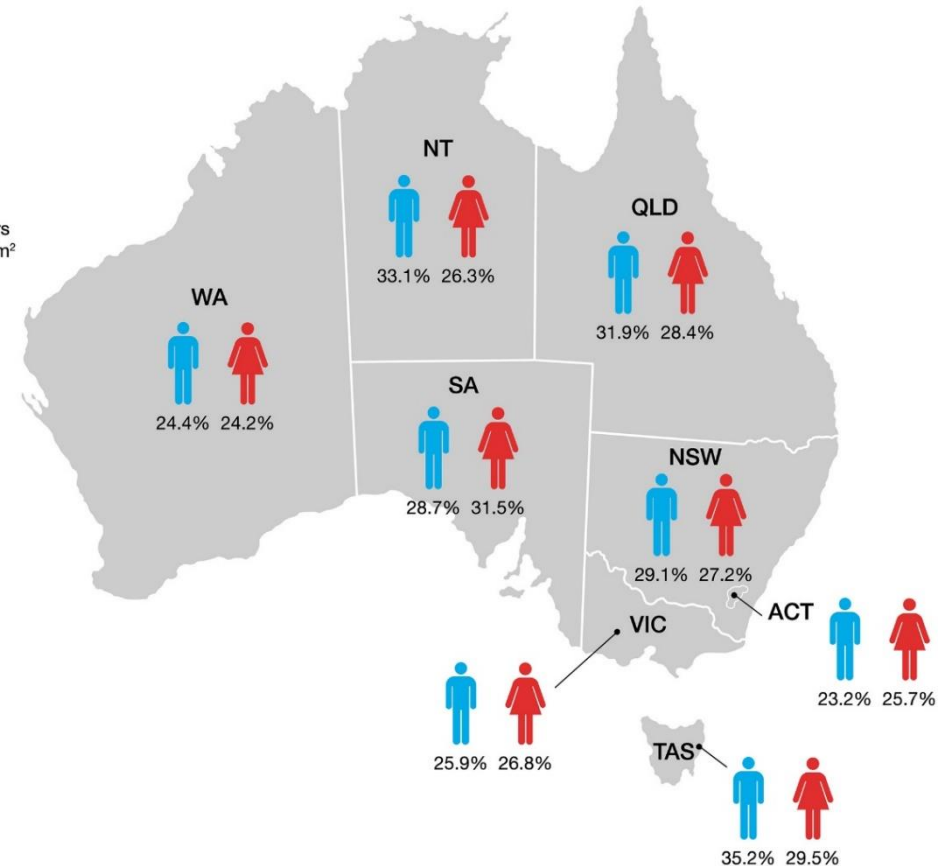 NT
33.1% 26.3%
QLD
31.9% 28.4%
WA
24.4% 24.2%
SA
28.7% 31.5%
NSW
29.1% 27.2%
ACT
23.2% 25.7%
VIC
25.9% 26.8%
TAS
35.2% 29.5%